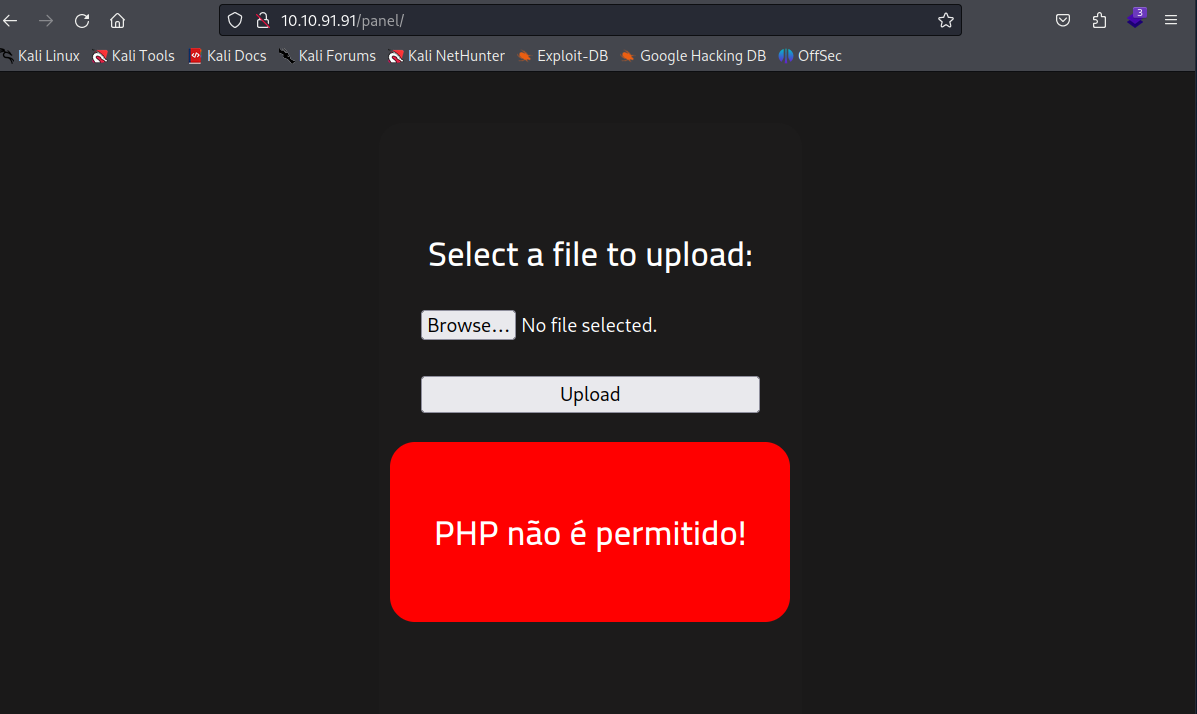 10.10.91.91/panel/
3
Kali Linux Kali Tools Kali Docs Kali Forums Kali NetHunter Exploit-DB Google Hacking DB OffSec
Select a file to upload:
Browse... No file selected.
Upload
PHP não é permitido!